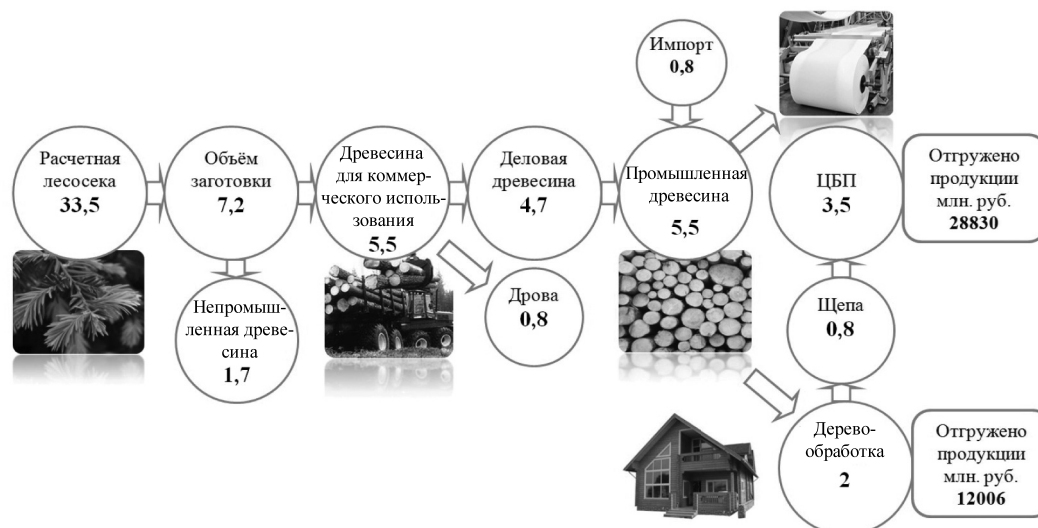 Импорт
0,8
Расчетная
лесосека
33,5
Объём
заготовки
7,2
Древесина
для коммер-
ческого исполь-
зования
5,5
Деловая
древесина
4,7
Промышленная
древесина
5,5
ЦБП
3,5
Отгружено
продукции
млн. руб.
28830
Непромыш-
ленная древе-
сина
1,7
Дрова
0,8
Щепа
0,8
Дерево-
обработка
2
Отгружено
продукции
млн. руб.
12006